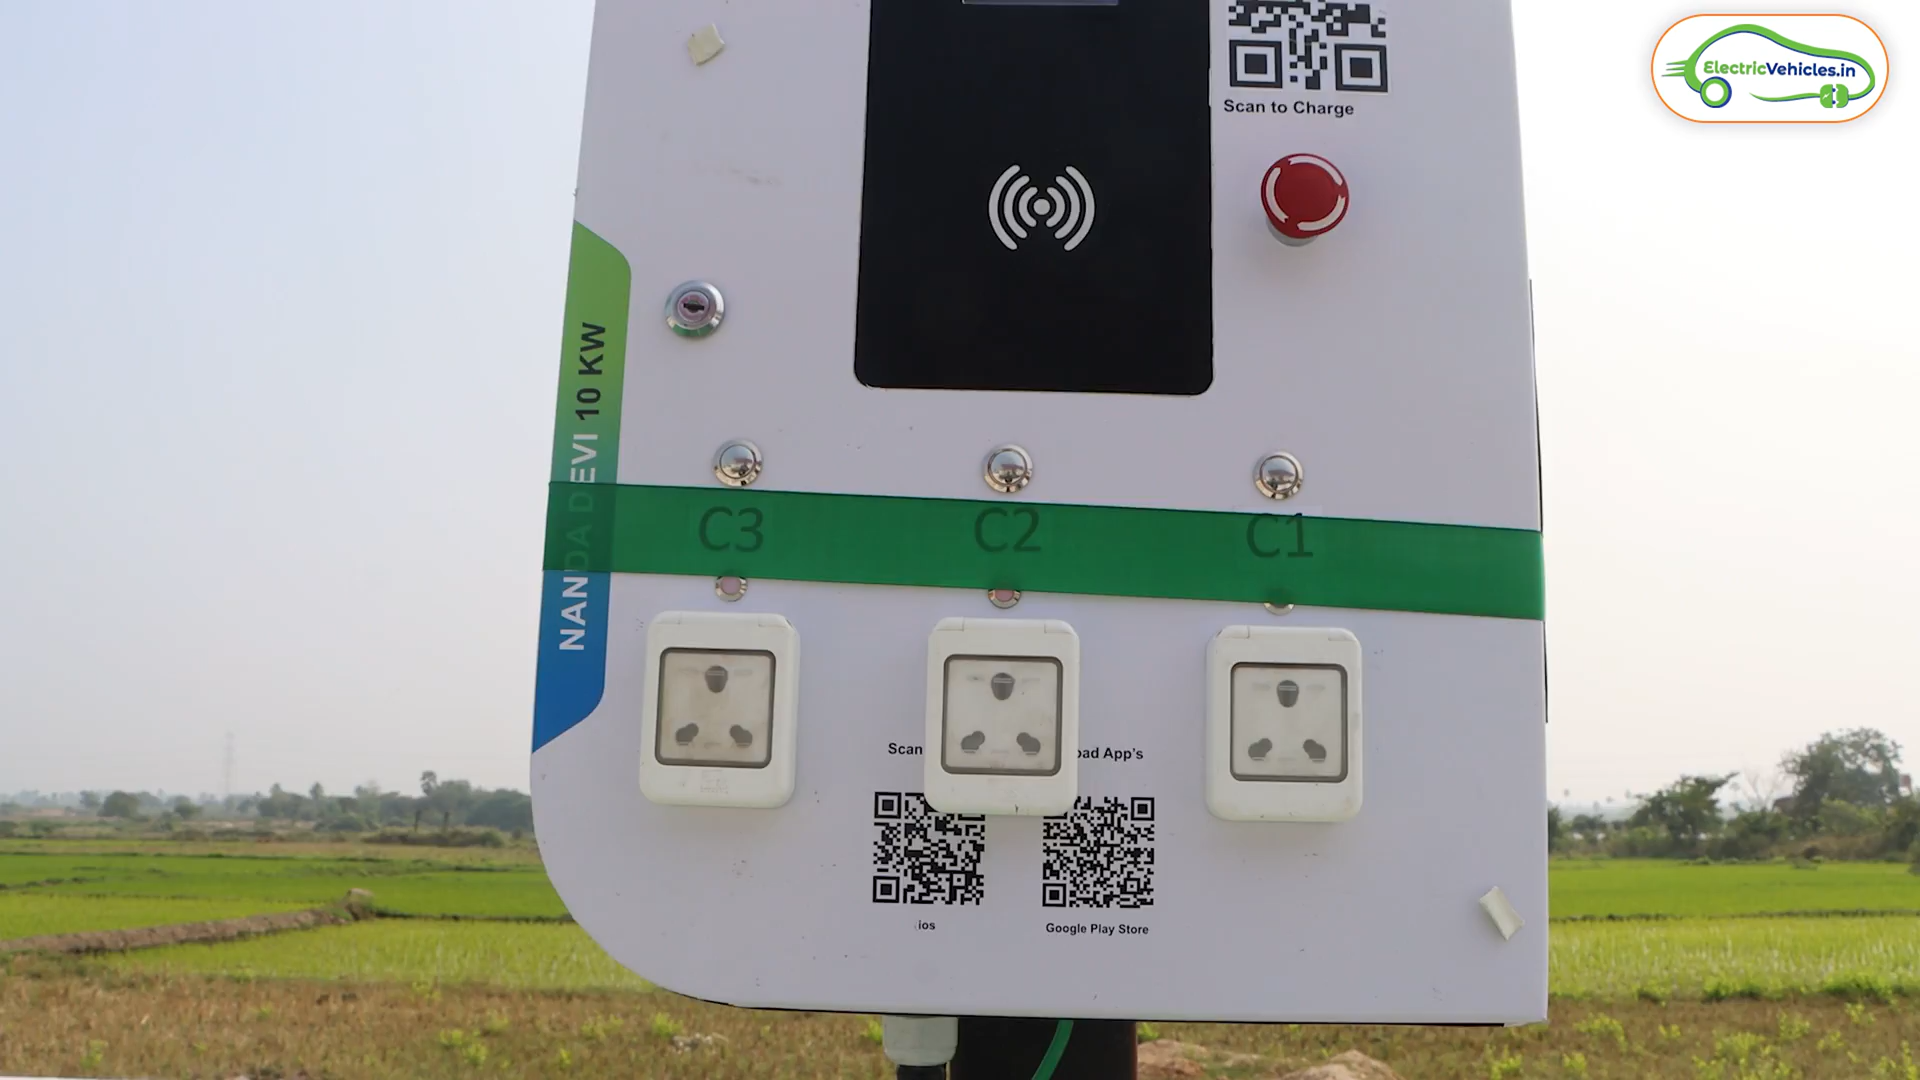 ElectricVehicles.in
Scan to Charge
NANDA DEVI 10 KW
C3 C2 C1
Scan
oad App's
ios
Google Play Store